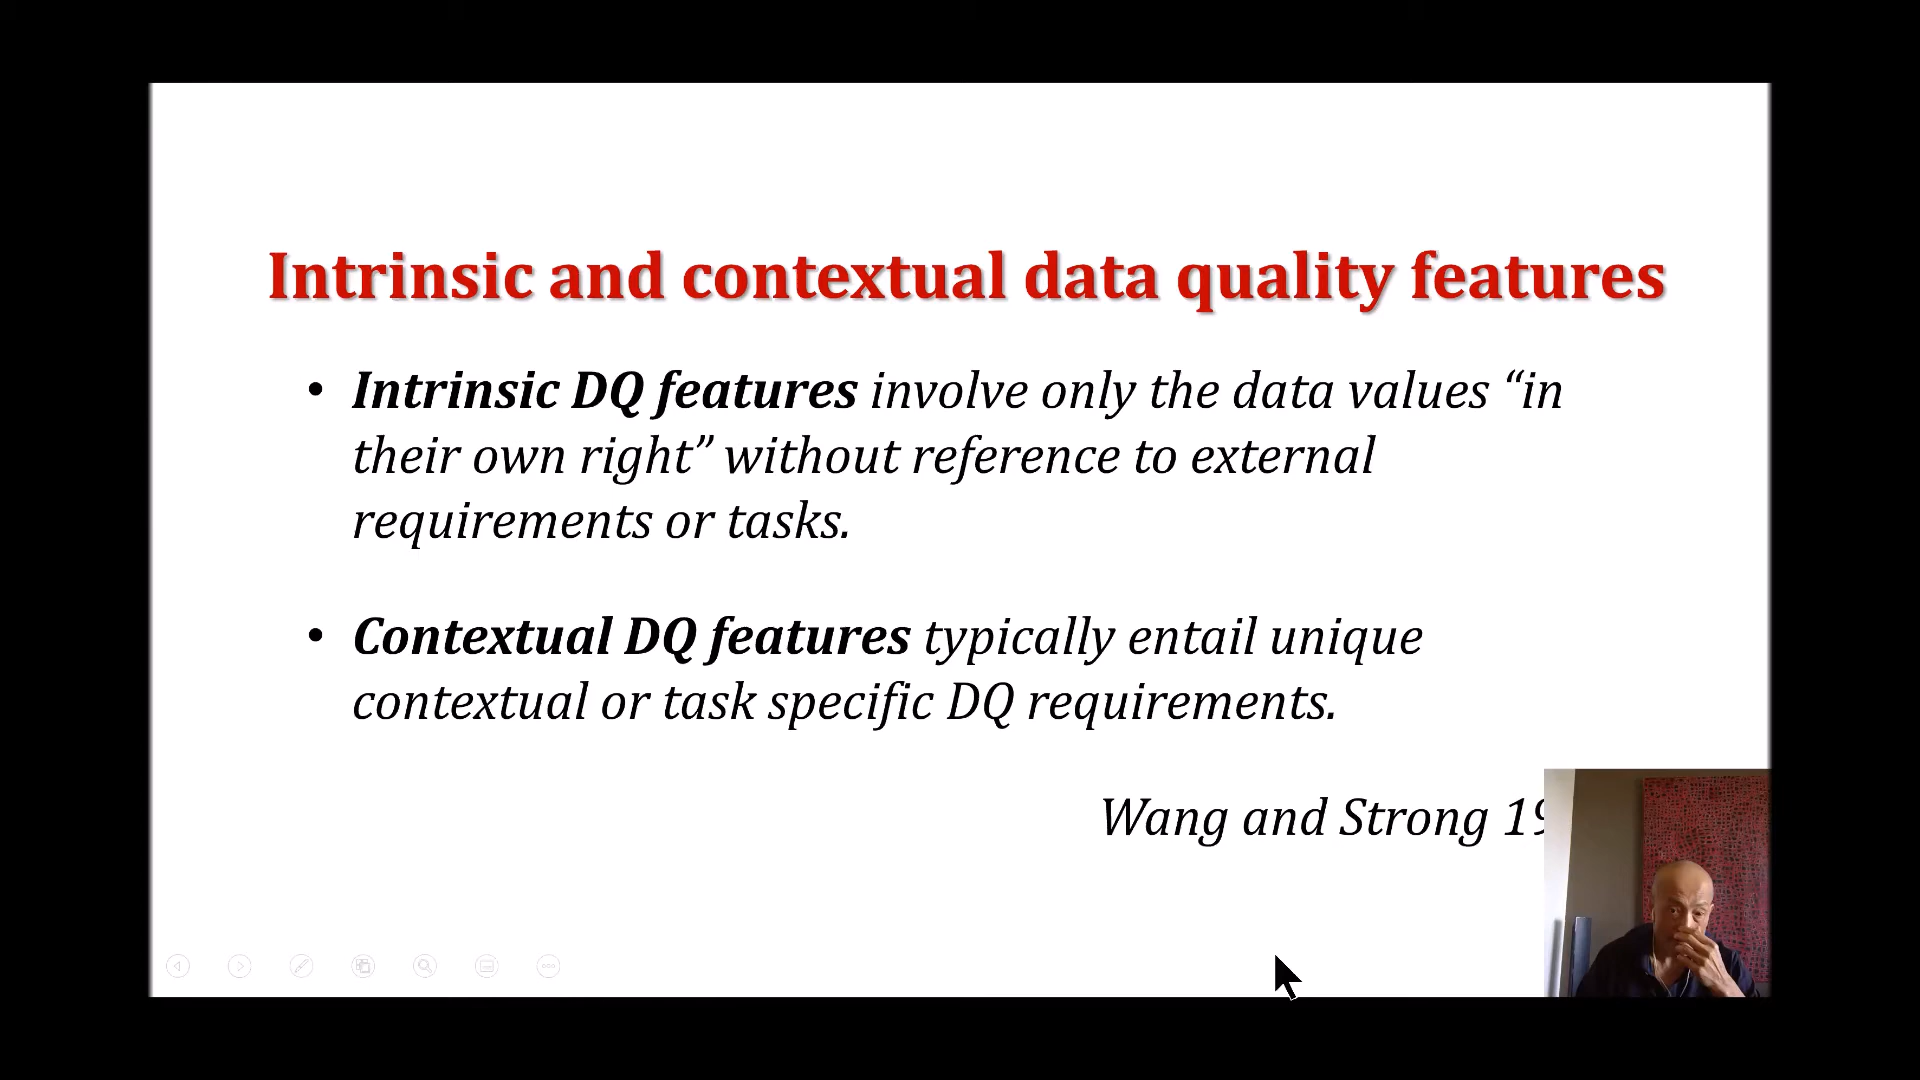 Intrinsic and contextual data quality features
• Intrinsic DQ features involve only the data values “in
their own right” without reference to external
requirements or tasks.
• Contextual DQ features typically entail unique
contextual or task specific DQ requirements.
Wang and Strong